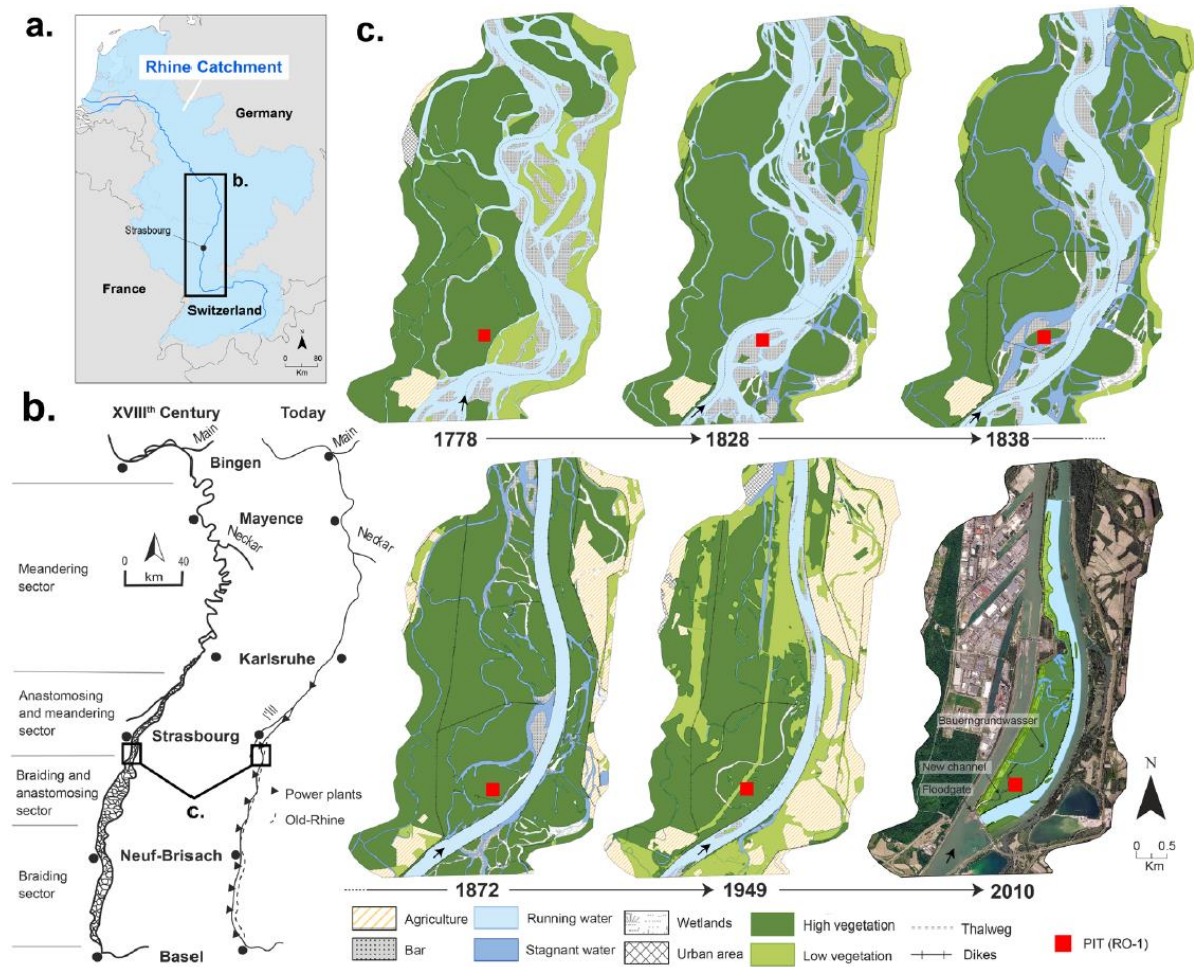 a.
Rhine Catchment
Germany
b.
Strasbourg
France
Switzerland
N
0 80
Km
b.
XVIIIth Century
Today
Main
Main
Bingen
Mayence
Neckar
Neckar
0 40
km
Meandering
sector
Karlsruhe
Anastomosing
and meandering
sector
l'Ill
Strasbourg
Braiding and
anastomosing
sector
c.
Power plants
Old-Rhine
Neuf-Brisach
Braiding
sector
Basel
c.
1778
1828
1838
1872
1949
2010
Bauerngrundwasser
New channel
Floodgate
N
0 0.5
Km
Agriculture
Running water
Wetlands
High vegetation
Thalweg
PIT (RO-1)
Bar
Stagnant water
Urban area
Low vegetation
Dikes